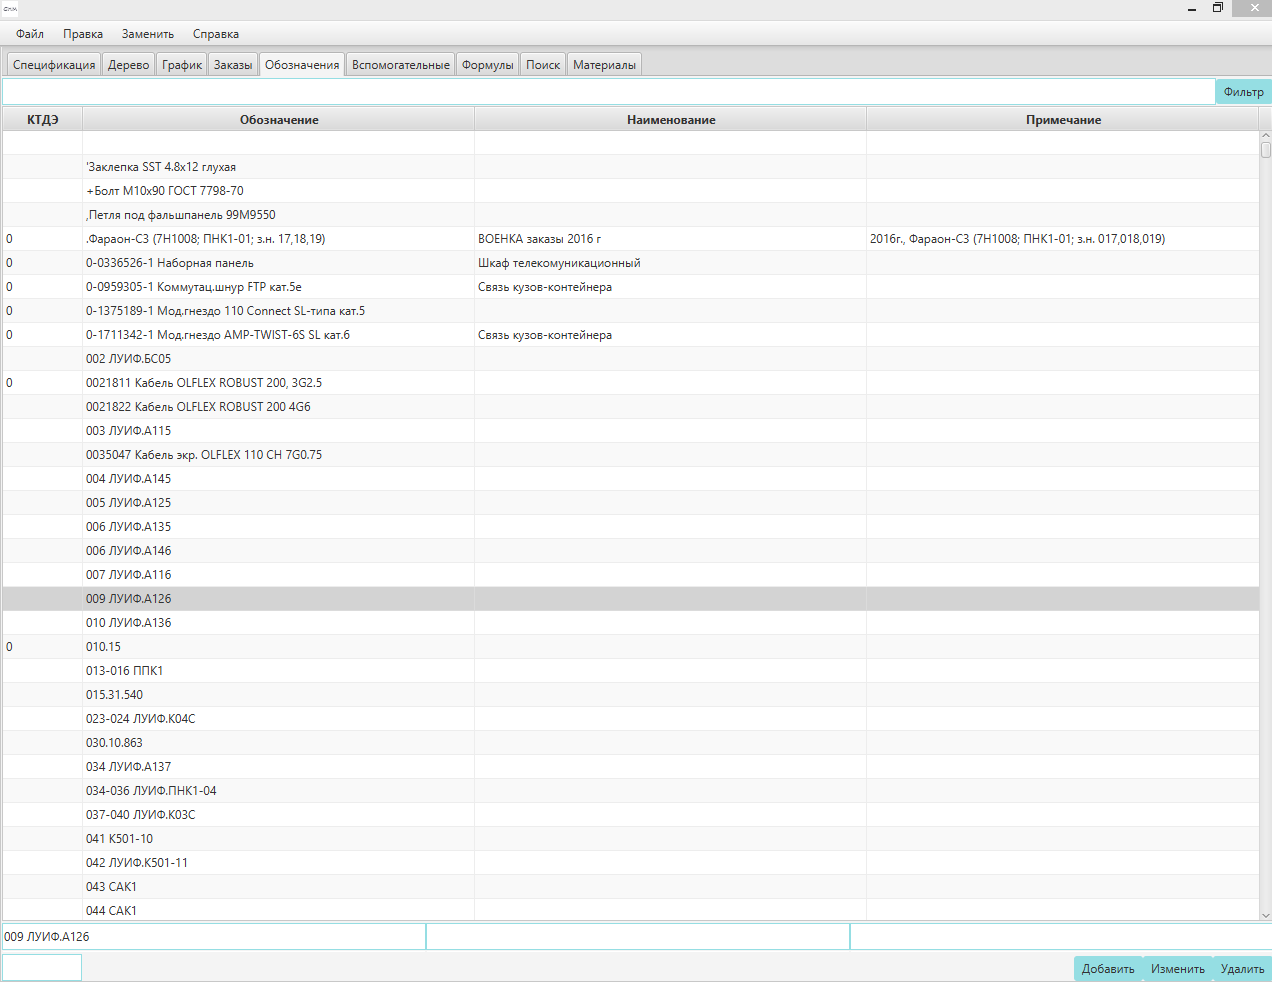 Файл Правка Заменить Справка
Спецификация Дерево График Заказы Обозначения Вспомогательные Формулы Поиск Материалы
Фильтр
КТДЭ Обозначение Наименование Примечание
'Заклепка SST 4.8х12 глухая
+Болт М10х90 ГОСТ 7798-70
,Петля под фальшпанель 99М9550
0 .Фараон-С3 (7Н1008; ПНК1-01; з.н. 17,18,19) ВОЕНКА заказы 2016 г 2016г., Фараон-С3 (7Н1008; ПНК1-01; з.н. 017,018,019)
0 0-0336526-1 Наборная панель Шкаф телекомуникационный
0 0-0959305-1 Коммутац.шнур FTP кат.5е Связь кузов-контейнера
0 0-1375189-1 Мод.гнездо 110 Connect SL-типа кат.5
0 0-1711342-1 Мод.гнездо AMP-TWIST-6S SL кат.6 Связь кузов-контейнера
002 ЛУИФ.БС05
0 0021811 Кабель OLFLEX ROBUST 200, 3G2.5
0021822 Кабель OLFLEX ROBUST 200 4G6
003 ЛУИФ.А115
0035047 Кабель экр. OLFLEX 110 CH 7G0.75
004 ЛУИФ.А145
005 ЛУИФ.А125
006 ЛУИФ.А135
006 ЛУИФ.А146
007 ЛУИФ.А116
009 ЛУИФ.А126
010 ЛУИФ.А136
0 010.15
013-016 ППК1
015.31.540
023-024 ЛУИФ.К04С
030.10.863
034 ЛУИФ.А137
034-036 ЛУИФ.ПНК1-04
037-040 ЛУИФ.К03С
041 К501-10
042 ЛУИФ.К501-11
043 САК1
044 САК1
009 ЛУИФ.А126
Добавить Изменить Удалить